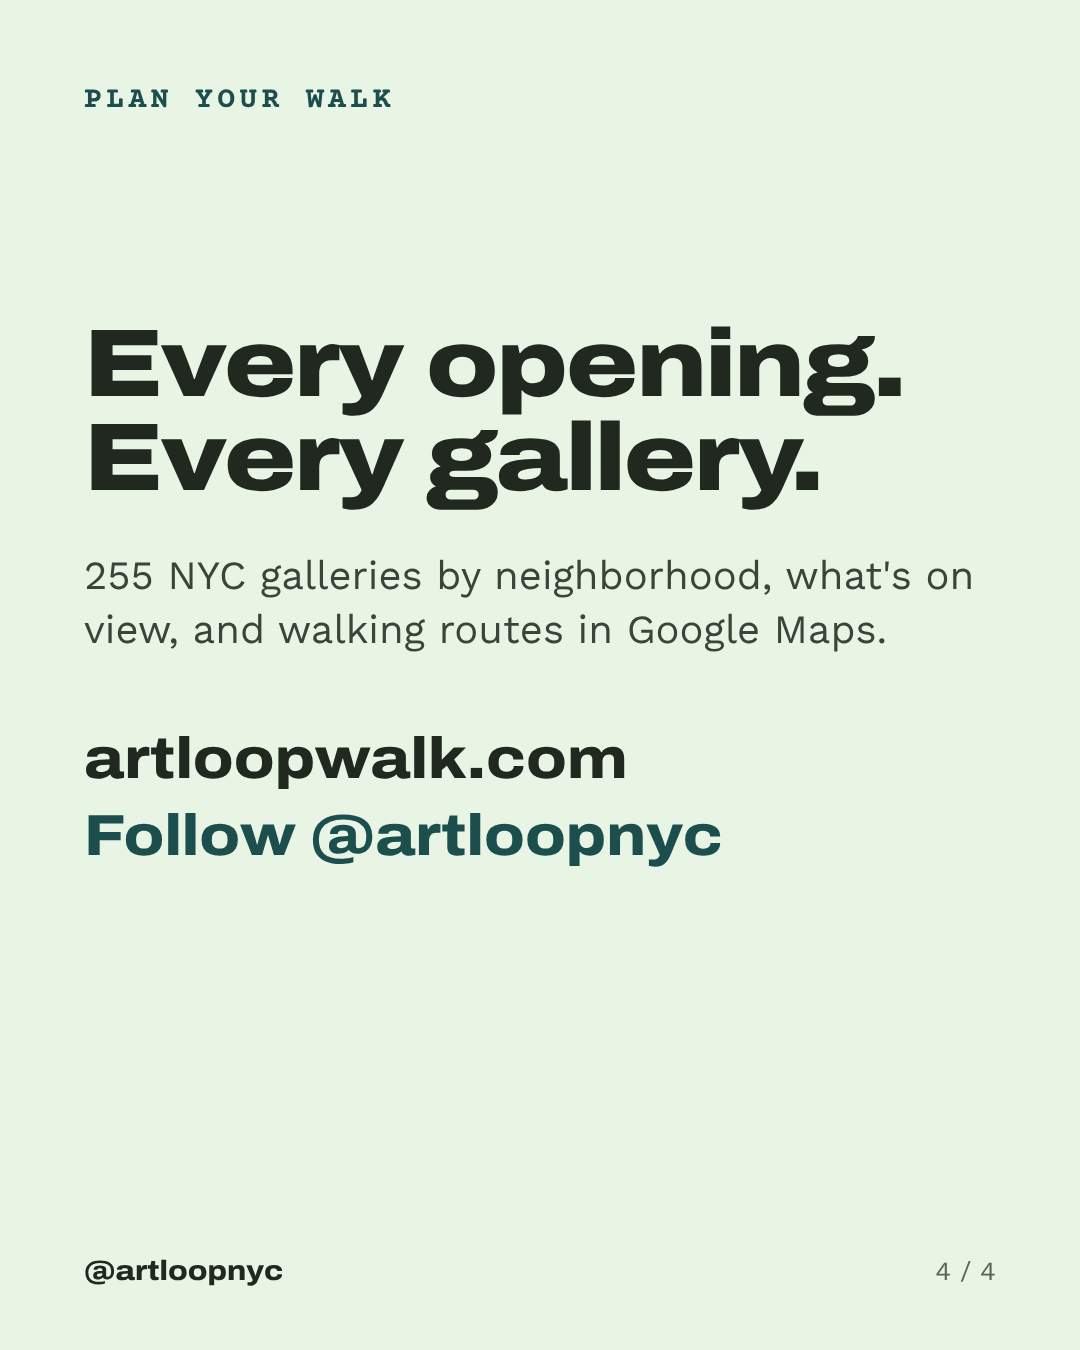 PLAN YOUR WALK
Every opening.
Every gallery.
255 NYC galleries by neighborhood, what's on
view, and walking routes in Google Maps.
artloopwalk.com
Follow @artloopnyc
@artloopnyc
4 / 4